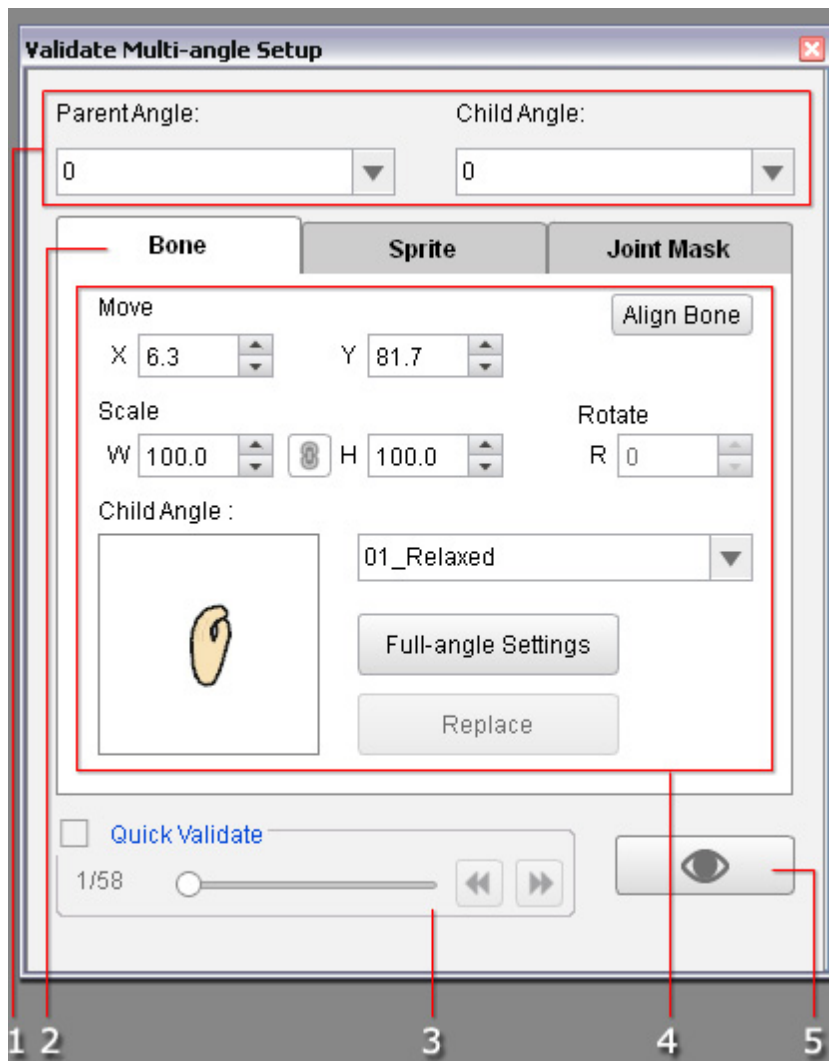 Validate Multi-angle Setup
Parent Angle: Child Angle:
0 0
Bone Sprite Joint Mask
Move Align Bone
X 6.3 Y 81.7
Scale Rotate
W 100.0 H 100.0 R 0
Child Angle :
01_Relaxed
Full-angle Settings
Replace
Quick Validate
1/58
1 2 3 4 5